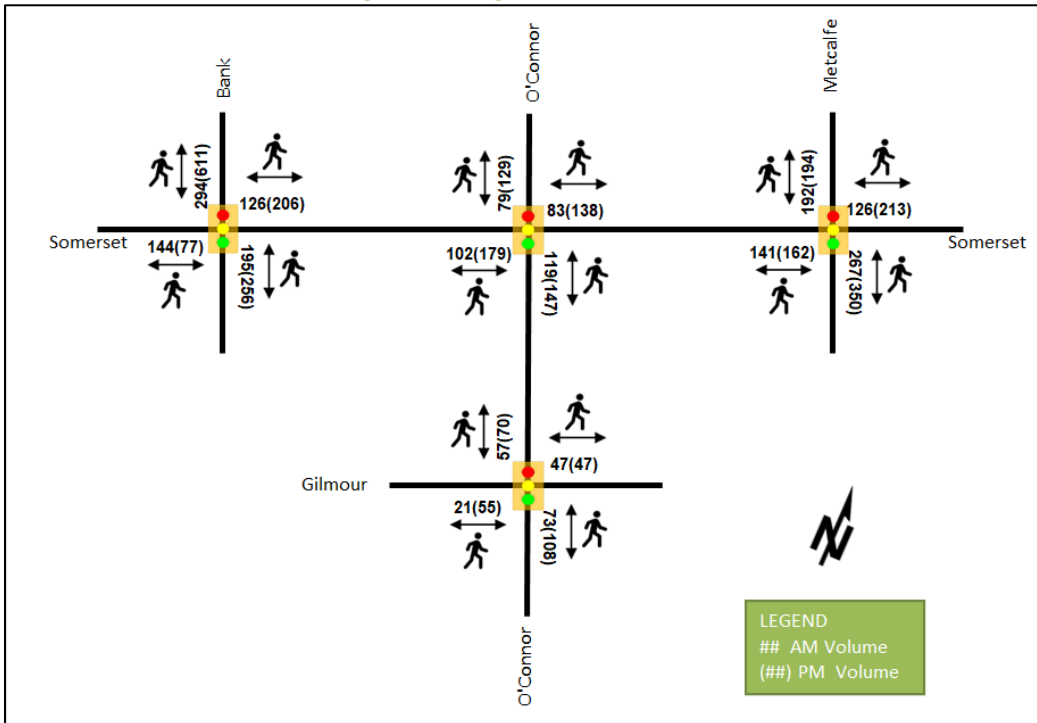 Bank
O'Connor
Metcalfe
294(611)
126(206)
79(129)
83(138)
192(194)
126(213)
Somerset
Somerset
144(77)
195(256)
102(179)
119(147)
141(162)
267(350)
57(70)
47(47)
Gilmour
21(55)
73(108)
N
O'Connor
LEGEND
## AM Volume
(##) PM Volume